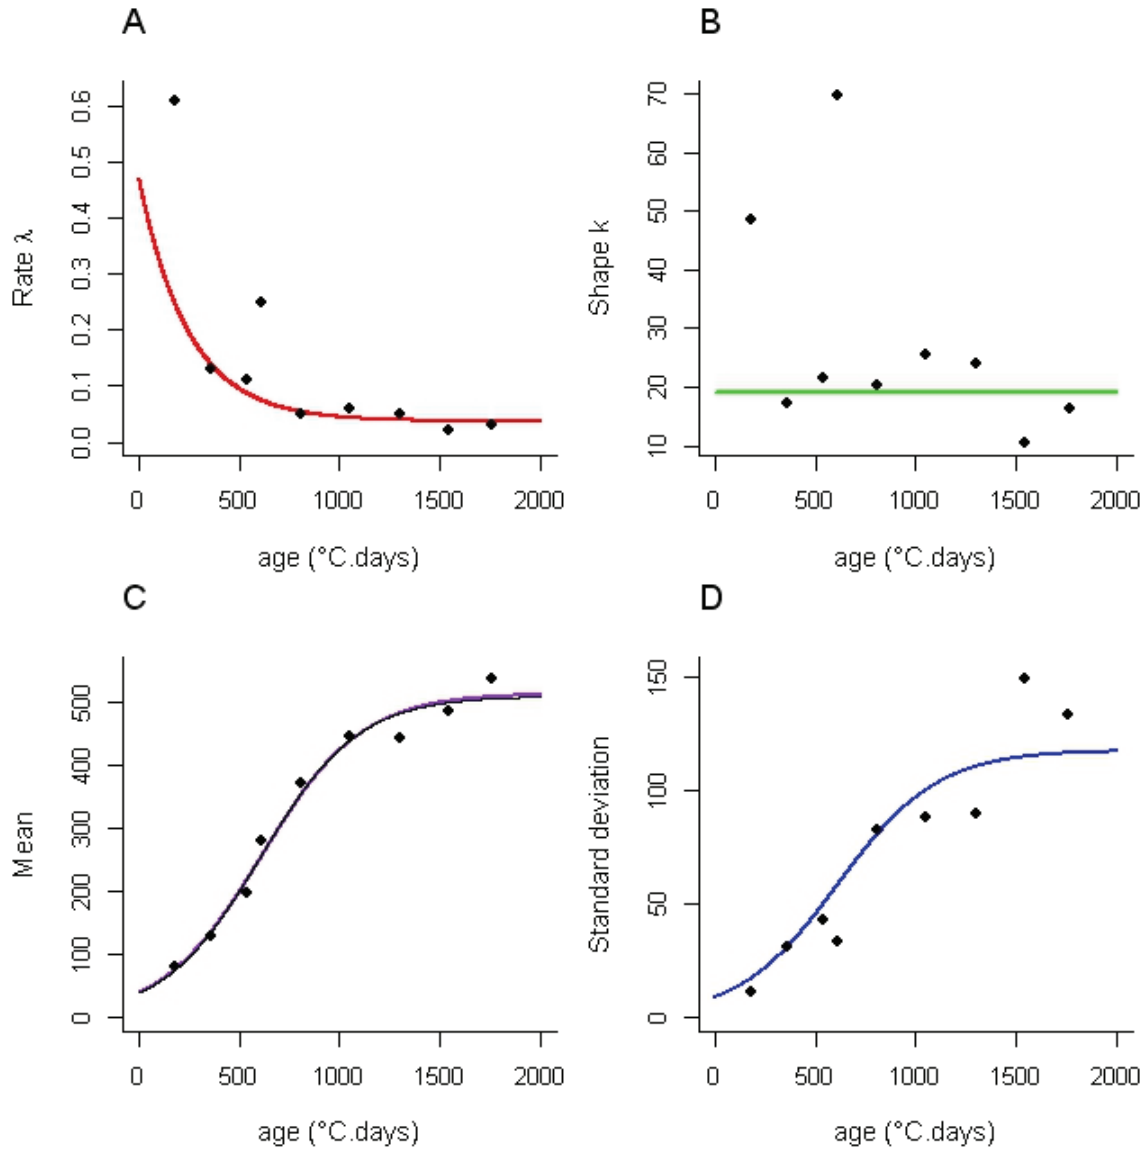 A
Rate λ
0.0 0.1 0.2 0.3 0.4 0.5 0.6
0 500 1000 1500 2000
age (°C.days)
B
Shape k
10 20 30 40 50 60 70
0 500 1000 1500 2000
age (°C.days)
C
Mean
0 100 200 300 400 500
0 500 1000 1500 2000
age (°C.days)
D
Standard deviation
0 50 100 150
0 500 1000 1500 2000
age (°C.days)